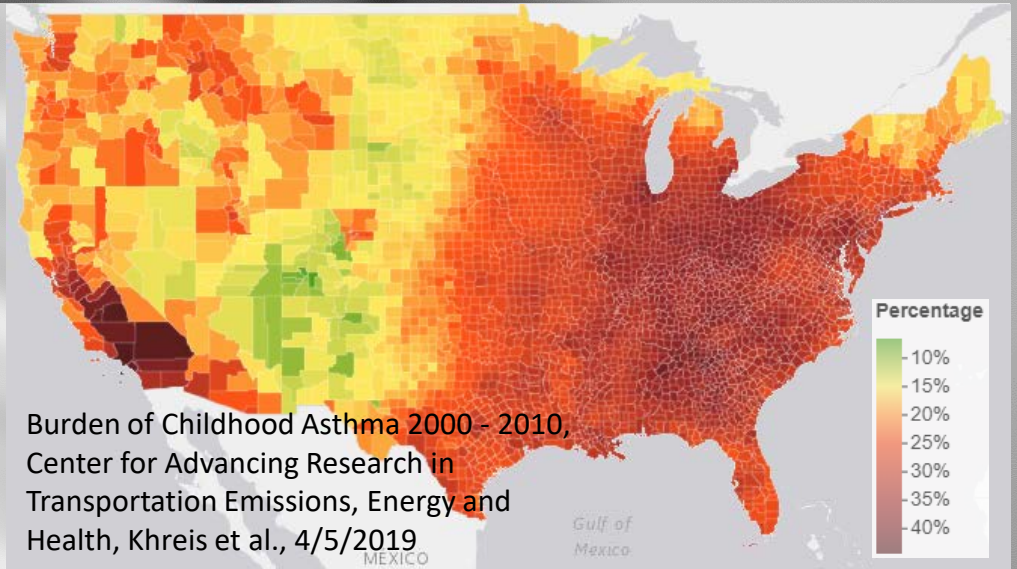 Percentage
10%
15%
20%
25%
30%
35%
40%
Burden of Childhood Asthma 2000 - 2010,
Center for Advancing Research in
Transportation Emissions, Energy and
Health, Khreis et al., 4/5/2019
Gulf of
Mexico
MEXICO